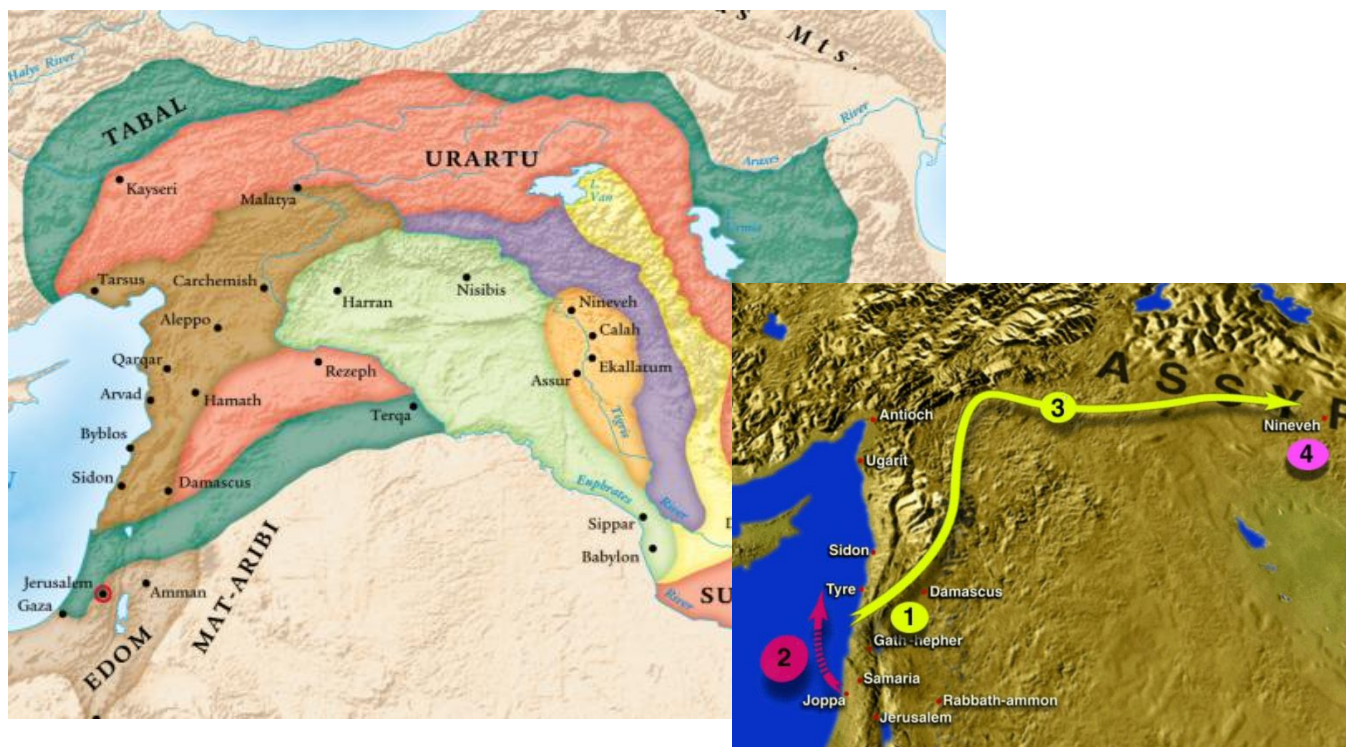 Mts.
Halys River
TABAL
River
Araxes
URARTU
Kayseri
Malatya
L.
Van
Tarsus
Carchemish
Harran
Nisibis
Nineveh
Aleppo
Calah
Qarqar
Rezeph
Ekallatum
Assur
Arvad
Hamath
Terqa
Tigris
Byblos
Sidon
Damascus
Euphrates
River
Sippar
Babylon
Jerusalem
Amman
Gaza
River
SU
MAT-ARIBI
EDOM
ASSYR
3
Antioch
Nineveh
4
Ugarit
Sidon
Tyre
Damascus
1
Gath-hepher
2
Samaria
Joppa
Rabbath-ammon
Jerusalem